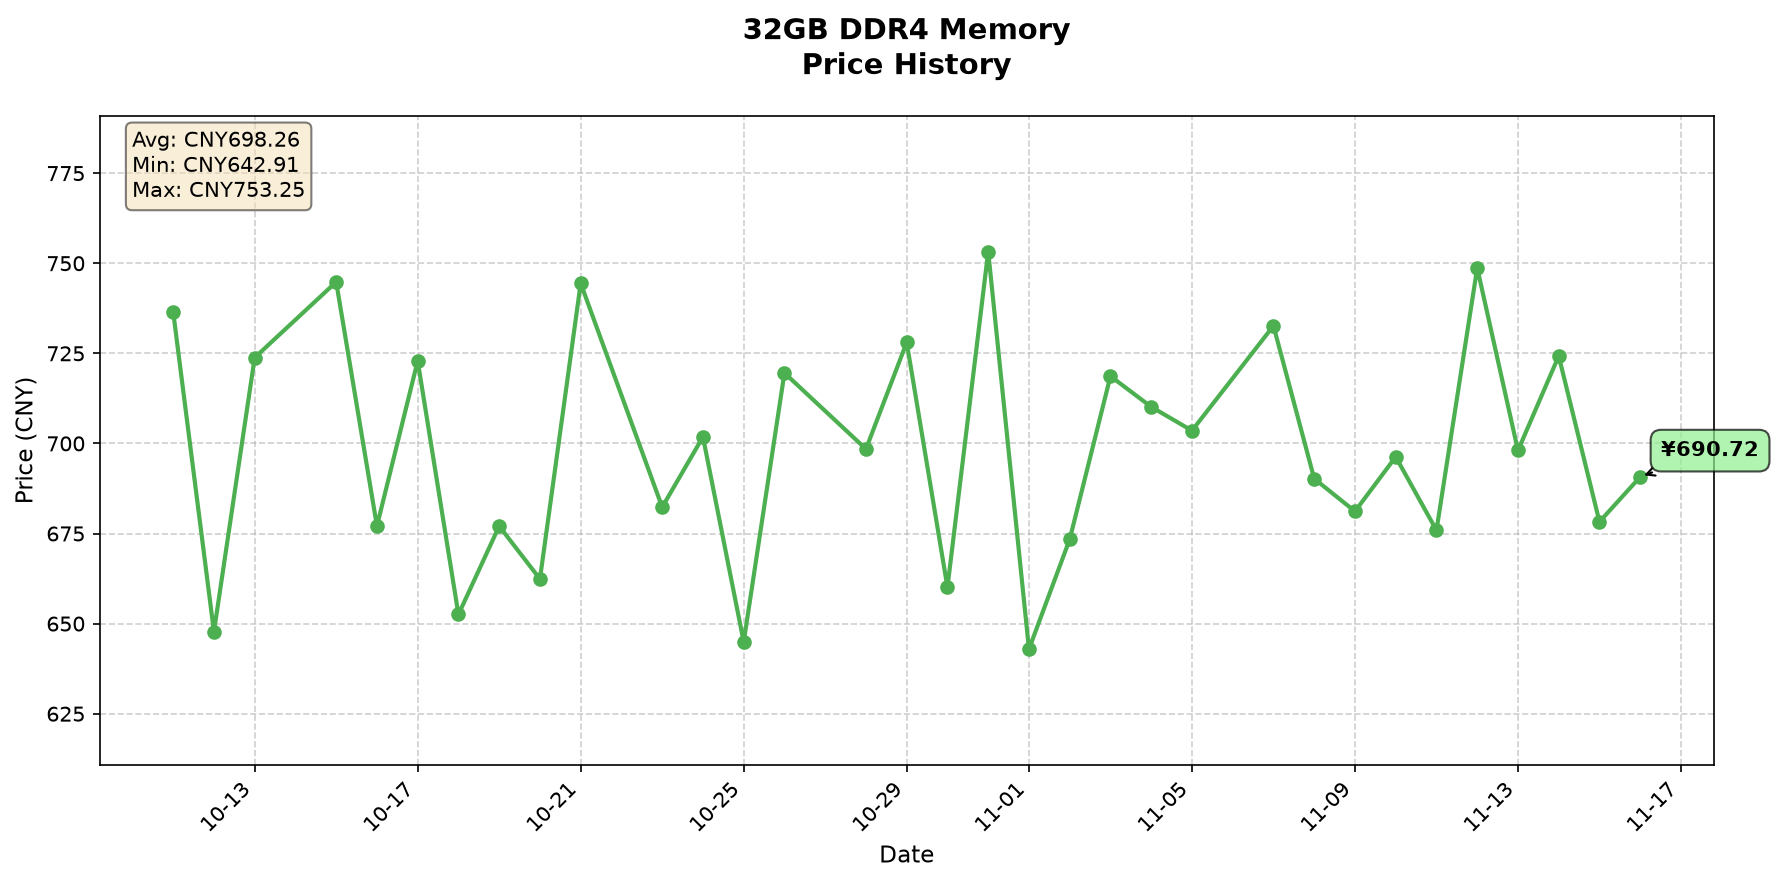 32GB DDR4 Memory
Price History
Avg: CNY698.26
Min: CNY642.91
Max: CNY753.25
775
750
725
700
675
650
625
Price (CNY)
¥690.72
10-13
10-17
10-21
10-25
10-29
11-01
11-05
11-09
11-13
11-17
Date